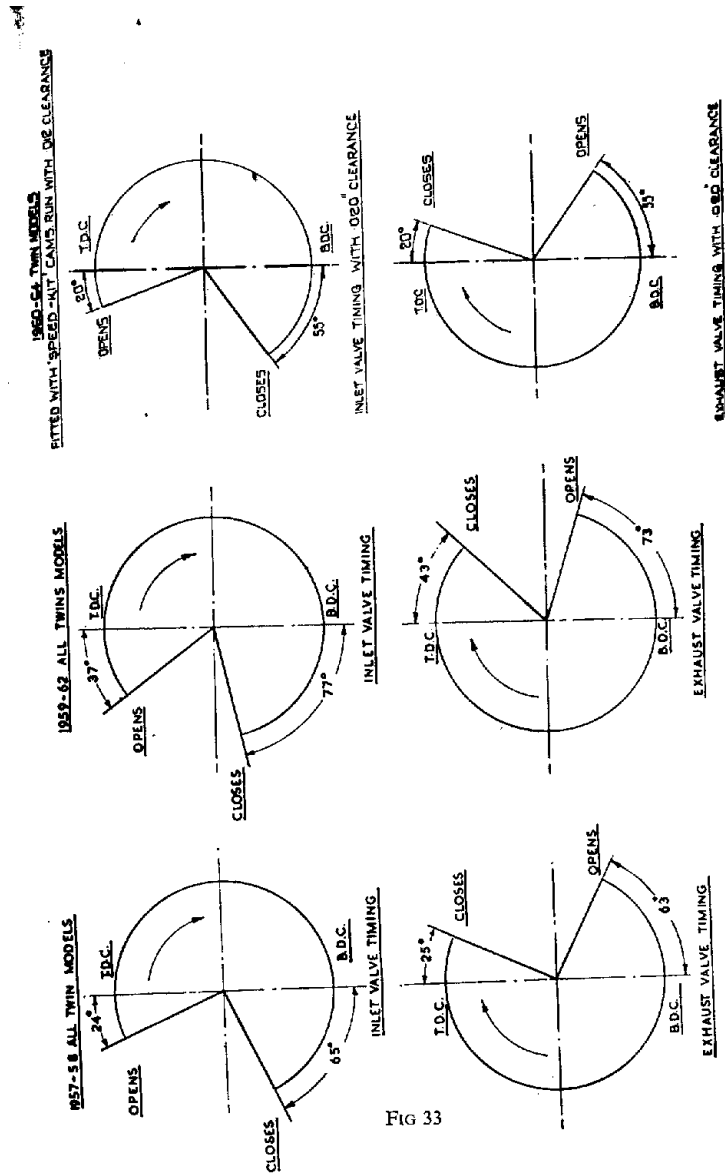 1957-58 ALL TWIN MODELS
24°
T.D.C.
OPENS
CLOSES
65°
B.D.C.
INLET VALVE TIMING
25°
T.D.C.
CLOSES
OPENS
63°
B.D.C.
EXHAUST VALVE TIMING
1959-62 ALL TWINS MODELS
37°
T.D.C.
OPENS
CLOSES
77°
B.D.C.
INLET VALVE TIMING
43°
T.D.C.
CLOSES
OPENS
73°
B.D.C.
EXHAUST VALVE TIMING
1960-64 TWIN MODELS
FITTED WITH 'SPEED-KIT' CAMS. RUN WITH .012 CLEARANCE
20°
T.D.C.
OPENS
CLOSES
55°
B.D.C.
INLET VALVE TIMING WITH .020" CLEARANCE
20°
T.D.C
CLOSES
OPENS
55°
B.D.C
EXHAUST VALVE TIMING WITH .020" CLEARANCE
FIG 33